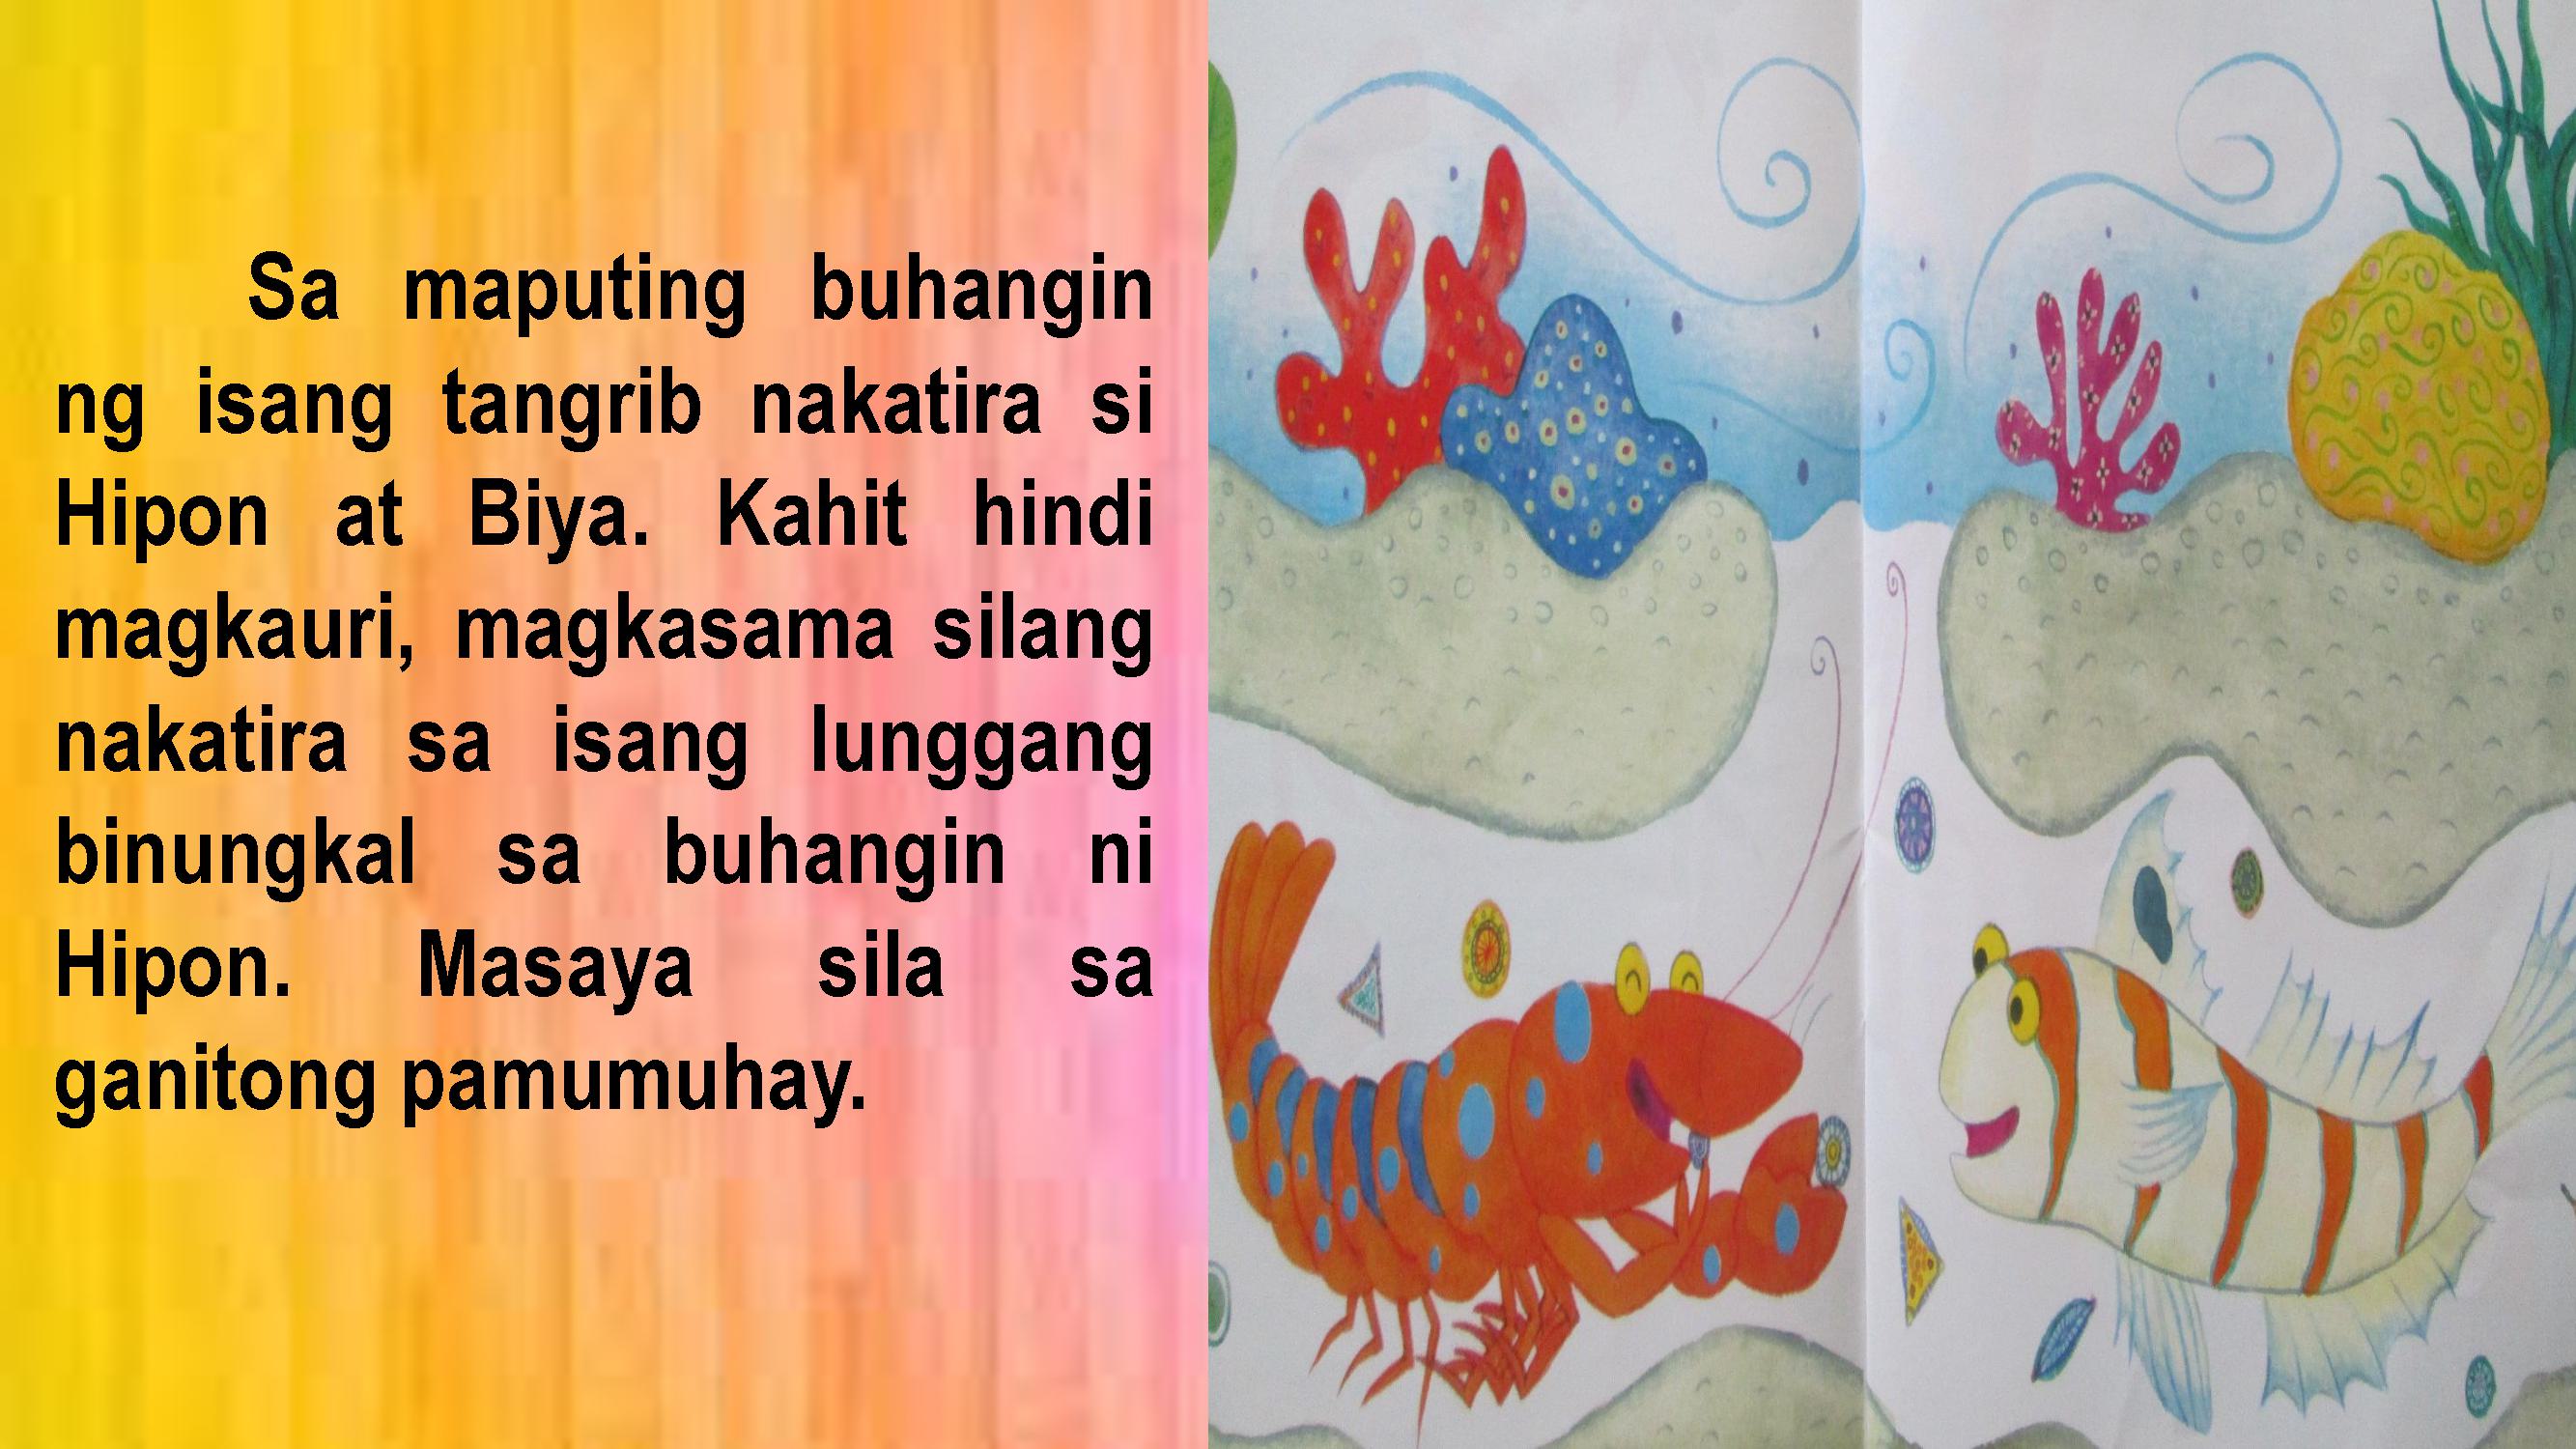 Sa maputing buhangin
ng isang tangrib nakatira si
Hipon at Biya. Kahit hindi
magkauri, magkasama silang
nakatira sa isang lunggang
binungkal sa buhangin ni
Hipon. Masaya sila sa
ganitong pamumuhay.